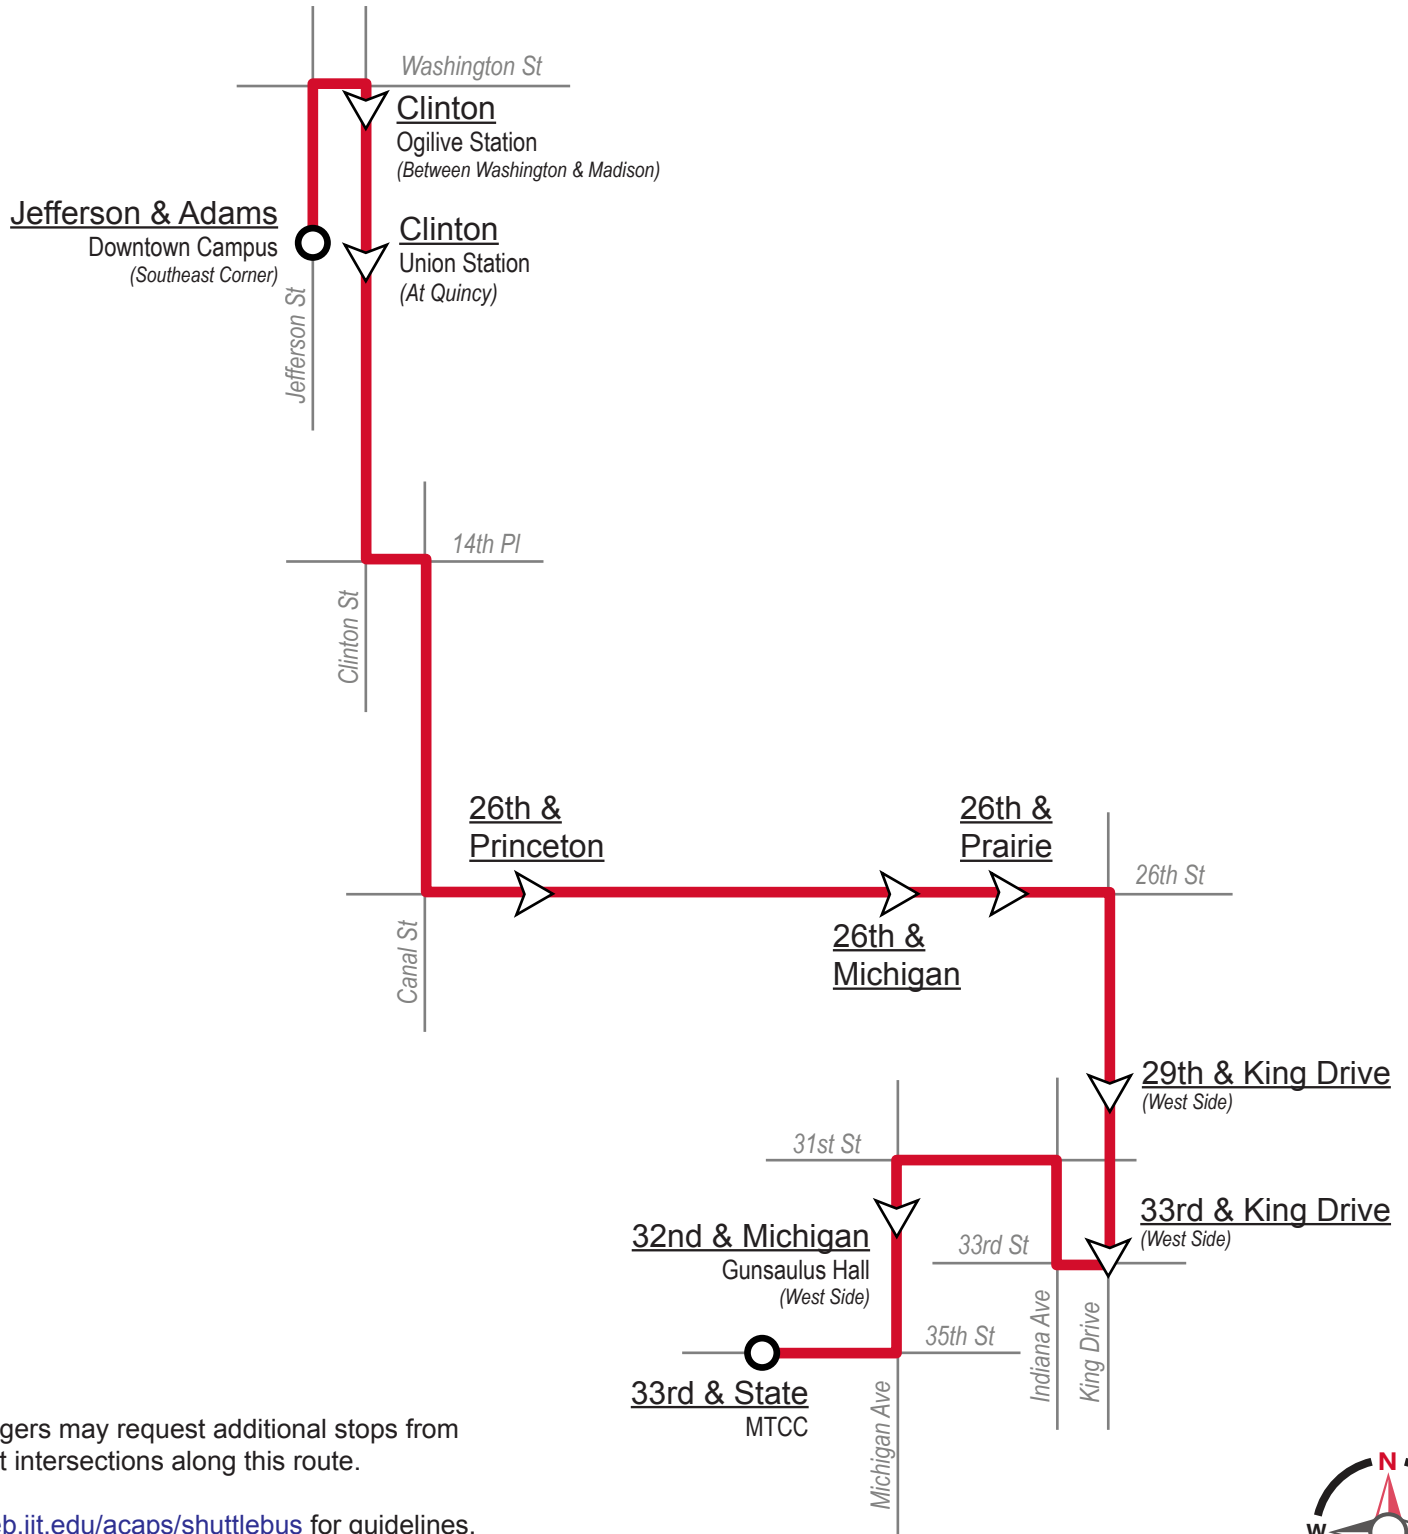 Washington St
Clinton
Ogilive Station
(Between Washington & Madison)
Jefferson & Adams
Downtown Campus
(Southeast Corner)
Clinton
Union Station
(At Quincy)
Jefferson St
14th Pl
Clinton St
26th &
Princeton
26th &
Prairie
26th St
26th &
Michigan
Canal St
29th & King Drive
(West Side)
31st St
33rd & King Drive
(West Side)
32nd & Michigan
Gunsaulus Hall
(West Side)
33rd St
Indiana Ave
King Drive
35th St
33rd & State
MTCC
Michigan Ave
gers may request additional stops from
t intersections along this route.
eb.iit.edu/acaps/shuttlebus for guidelines.
N
W